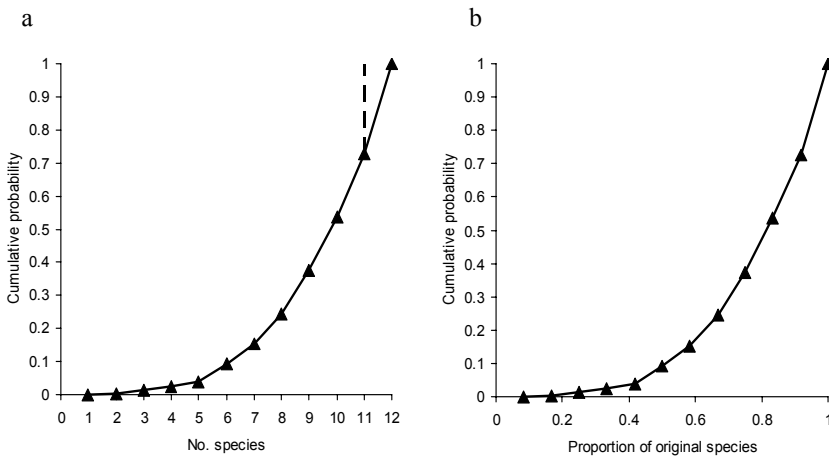 a
1
0.9
0.8
0.7
0.6
0.5
0.4
0.3
0.2
0.1
0
Cumulative probability
0 1 2 3 4 5 6 7 8 9 10 11 12
No. species
b
1
0.9
0.8
0.7
0.6
0.5
0.4
0.3
0.2
0.1
0
Cumulative probability
0 0.2 0.4 0.6 0.8 1
Proportion of original species